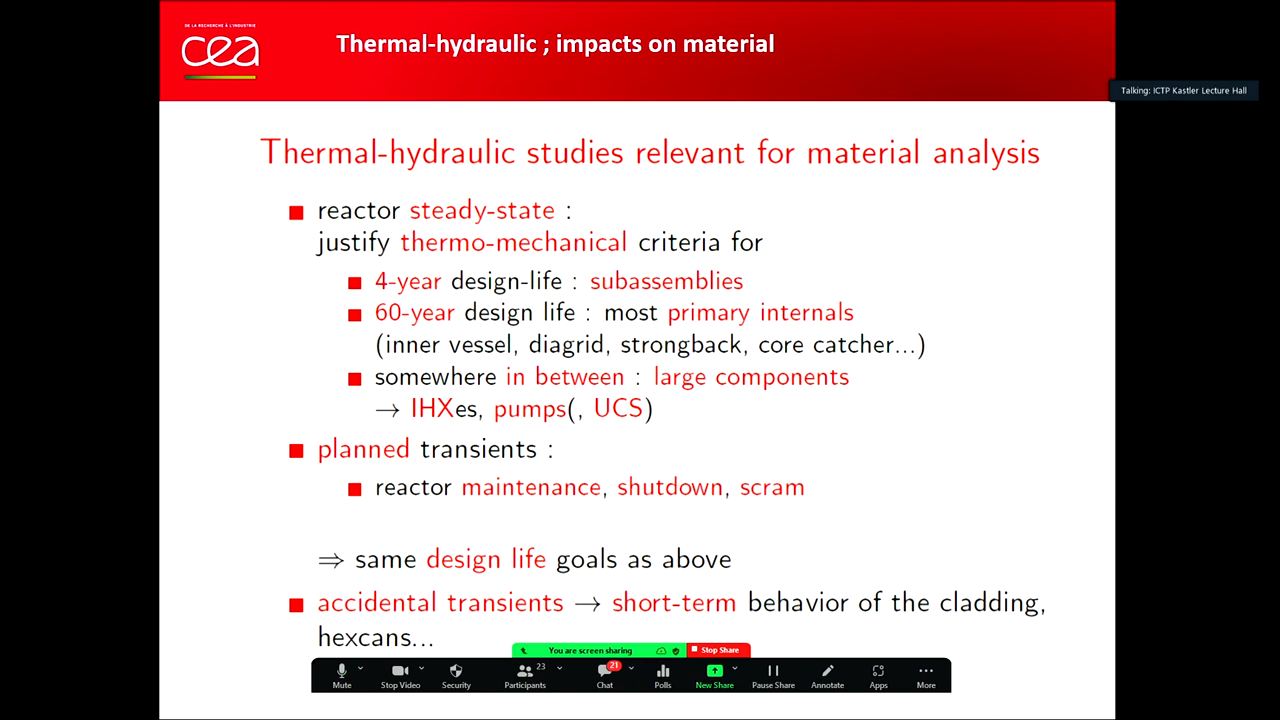 DE LA RECHERCHE À L'INDUSTRIE
cea
Thermal-hydraulic ; impacts on material
Talking: ICTP Kastler Lecture Hall
Thermal-hydraulic studies relevant for material analysis
reactor steady-state :
justify thermo-mechanical criteria for
4-year design-life : subassemblies
60-year design life : most primary internals
(inner vessel, diagrid, strongback, core catcher...)
somewhere in between : large components
→ IHXes, pumps(, UCS)
planned transients :
reactor maintenance, shutdown, scram
⇒ same design life goals as above
accidental transients → short-term behavior of the cladding,
hexcans...
You are screen sharing Stop Share
23 21
Mute Stop Video Security Participants Chat Polls New Share Pause Share Annotate Apps More